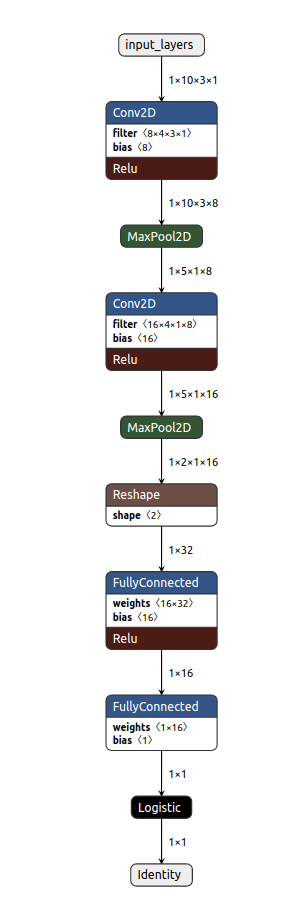 input_layers
1×10×3×1
Conv2D
filter 〈8×4×3×1〉
bias 〈8〉
Relu
1×10×3×8
MaxPool2D
1×5×1×8
Conv2D
filter 〈16×4×1×8〉
bias 〈16〉
Relu
1×5×1×16
MaxPool2D
1×2×1×16
Reshape
shape 〈2〉
1×32
FullyConnected
weights 〈16×32〉
bias 〈16〉
Relu
1×16
FullyConnected
weights 〈1×16〉
bias 〈1〉
1×1
Logistic
1×1
Identity